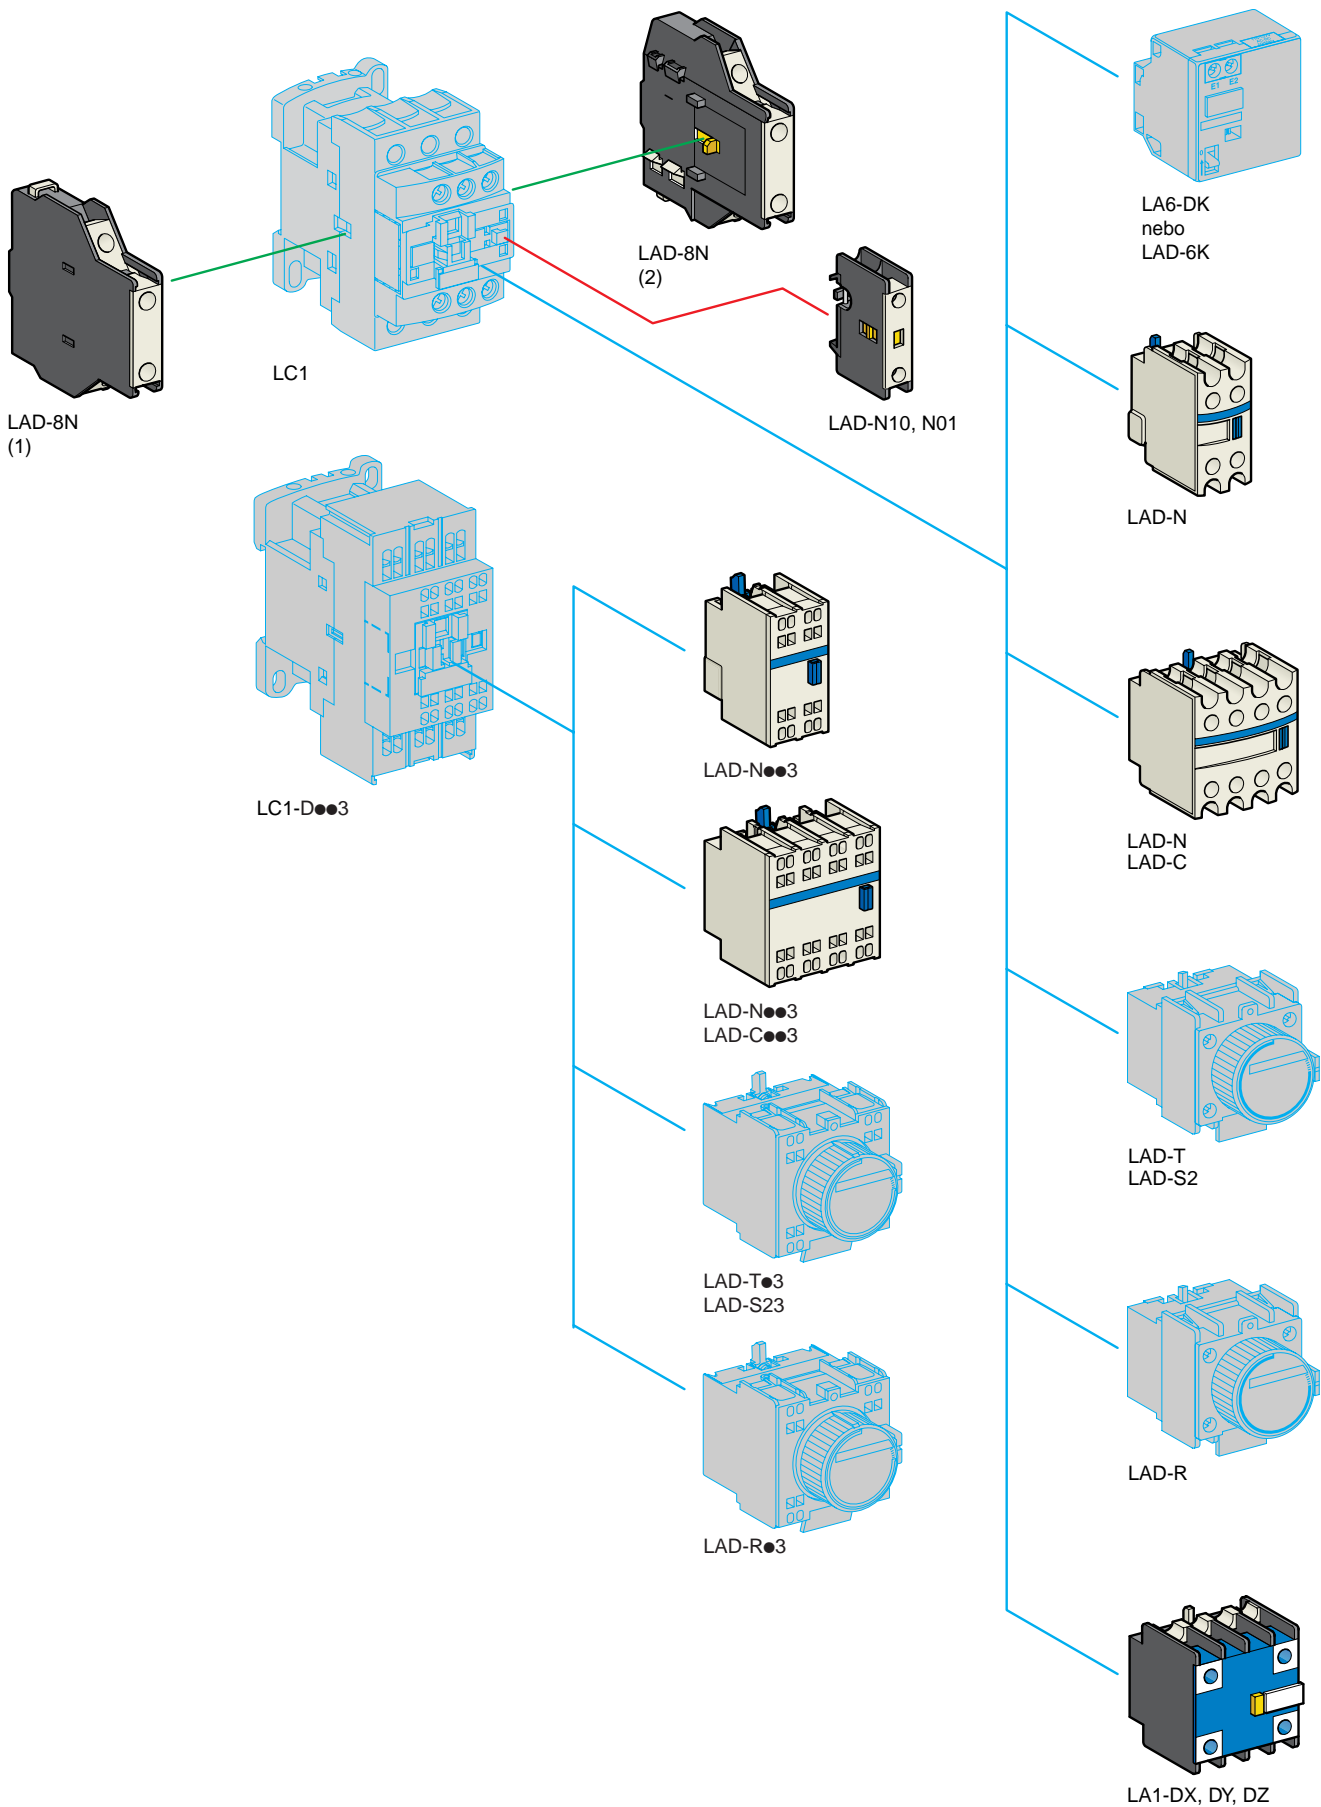 E1 E2
LA6-DK
nebo
LAD-6K
LAD-8N
(2)
LC1
LAD-8N
(1)
LAD-N10, N01
LAD-N
LAD-N●●3
LC1-D●●3
LAD-N
LAD-C
LAD-N●●3
LAD-C●●3
LAD-T
LAD-S2
LAD-T●3
LAD-S23
LAD-R
LAD-R●3
LA1-DX, DY, DZ